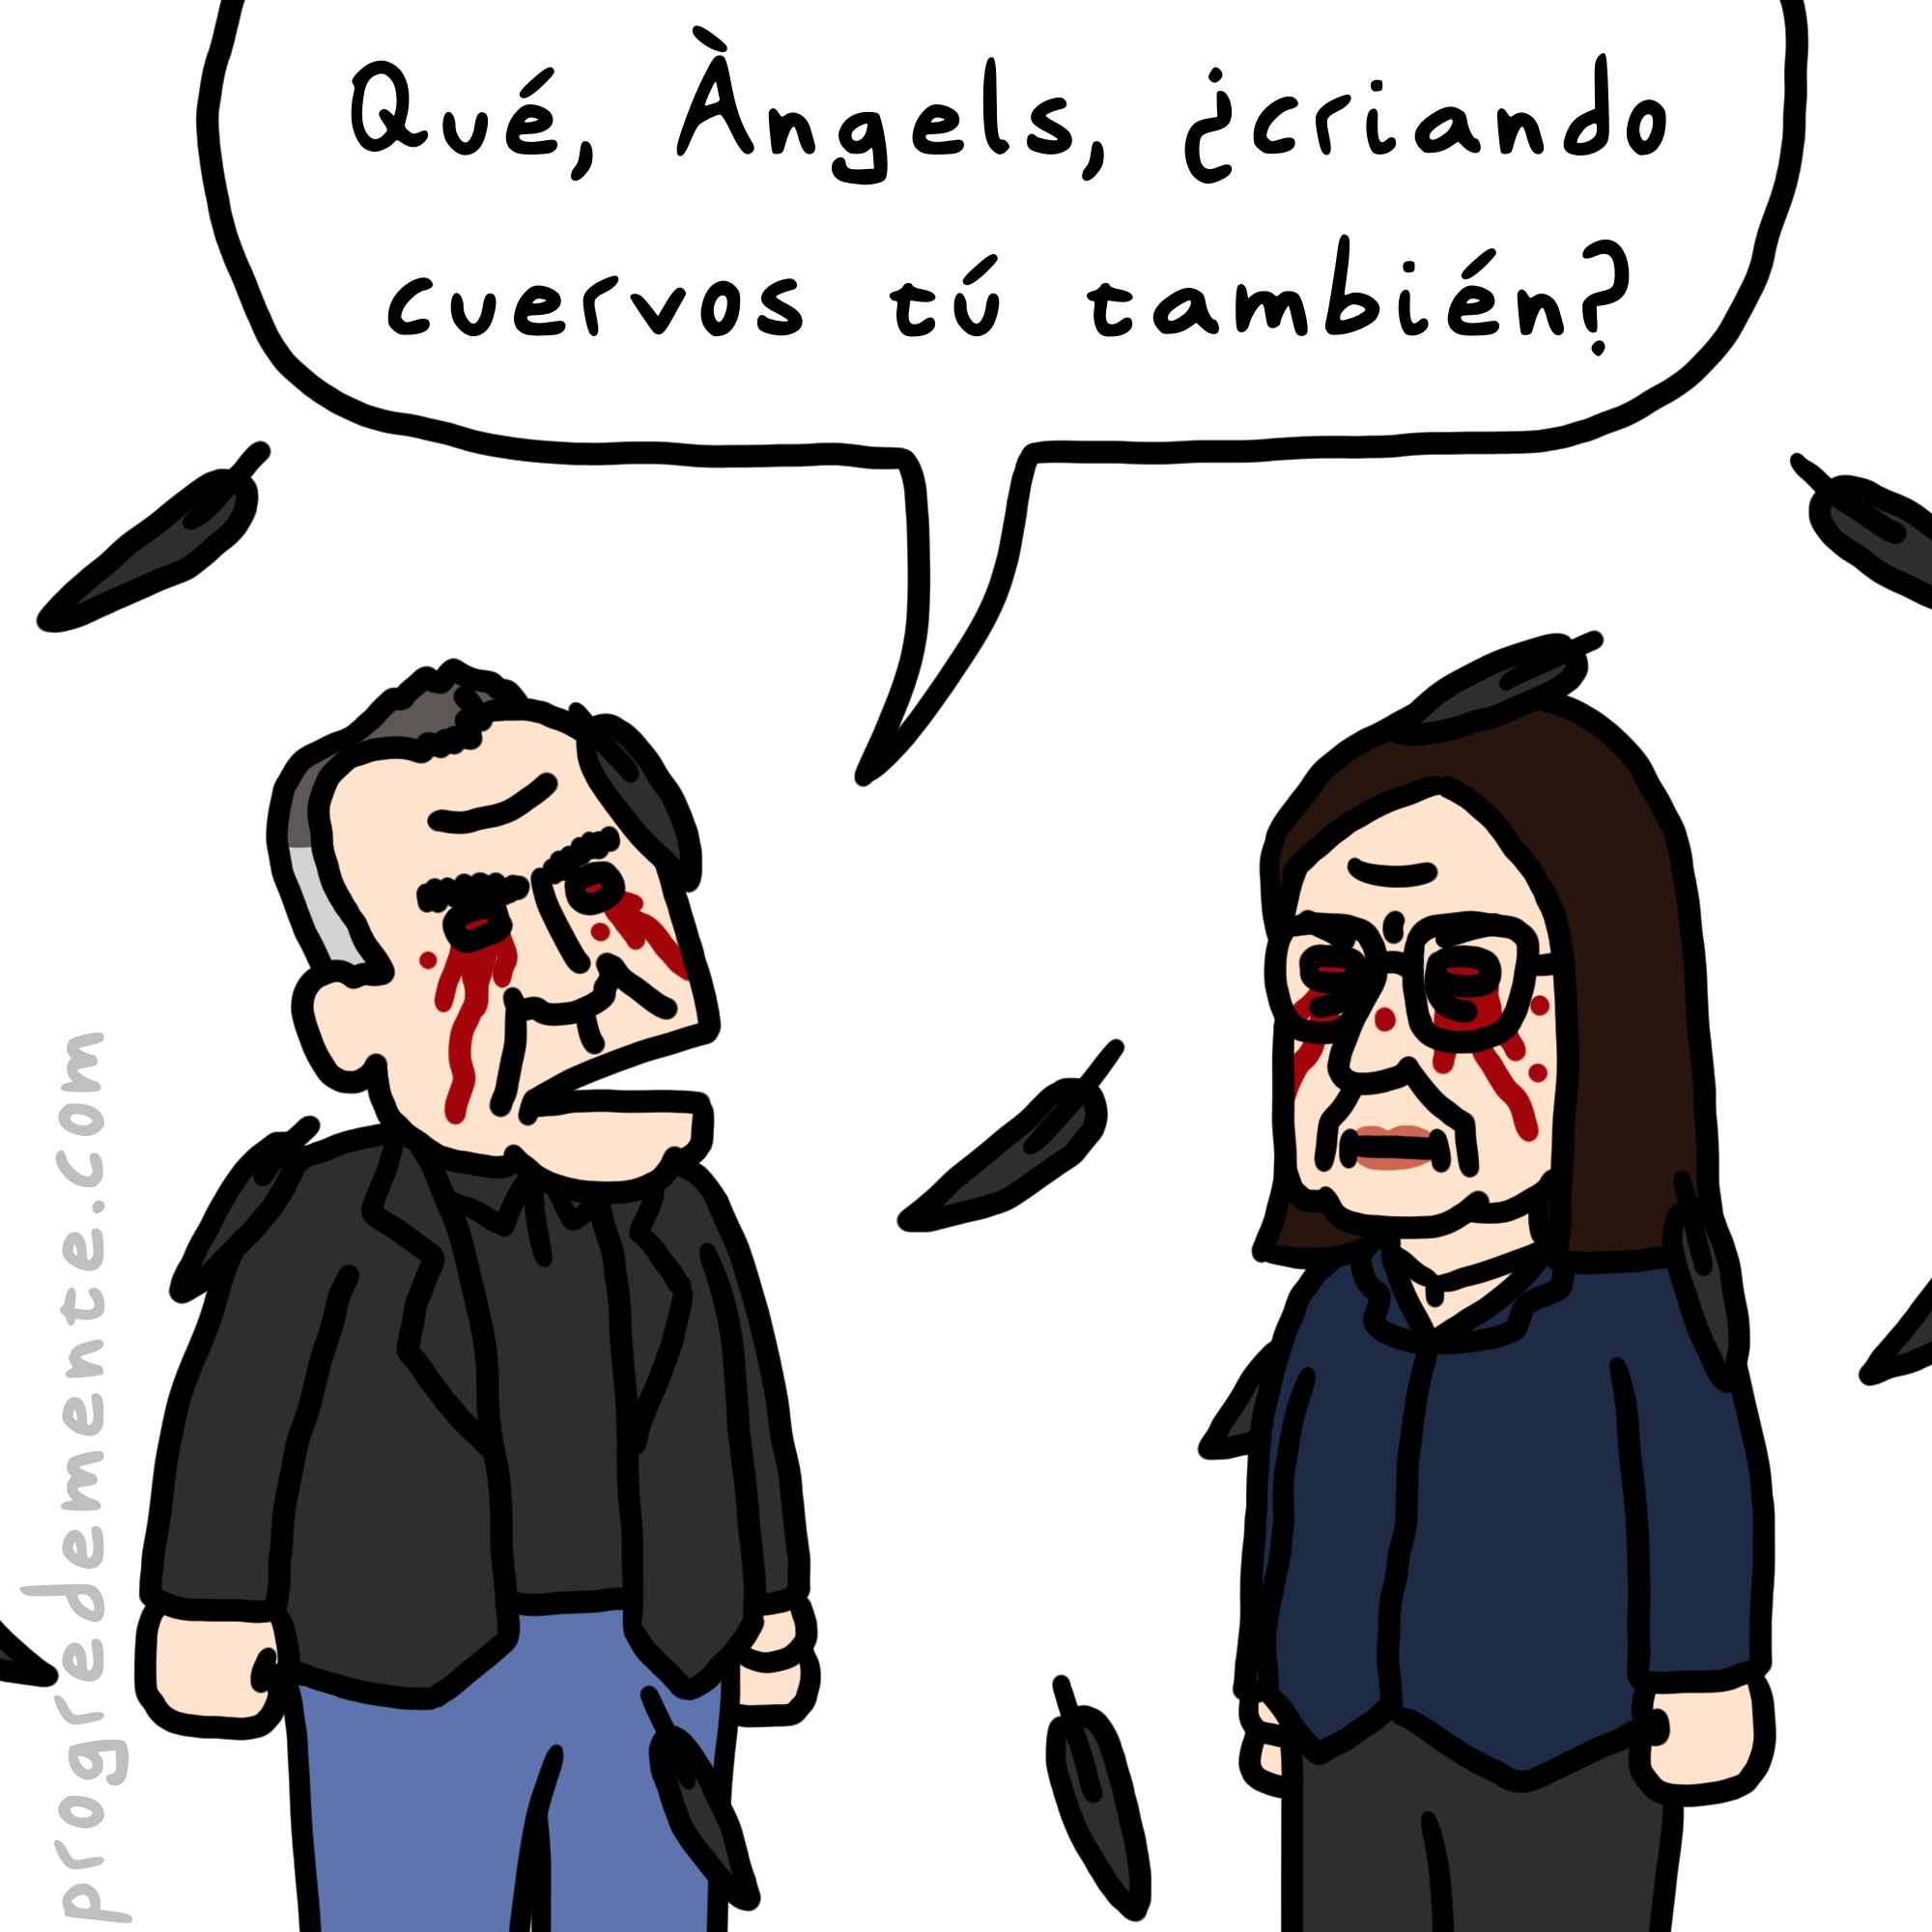 Qué, Àngels, ¿criando
cuervos tú también?
progredemente.com